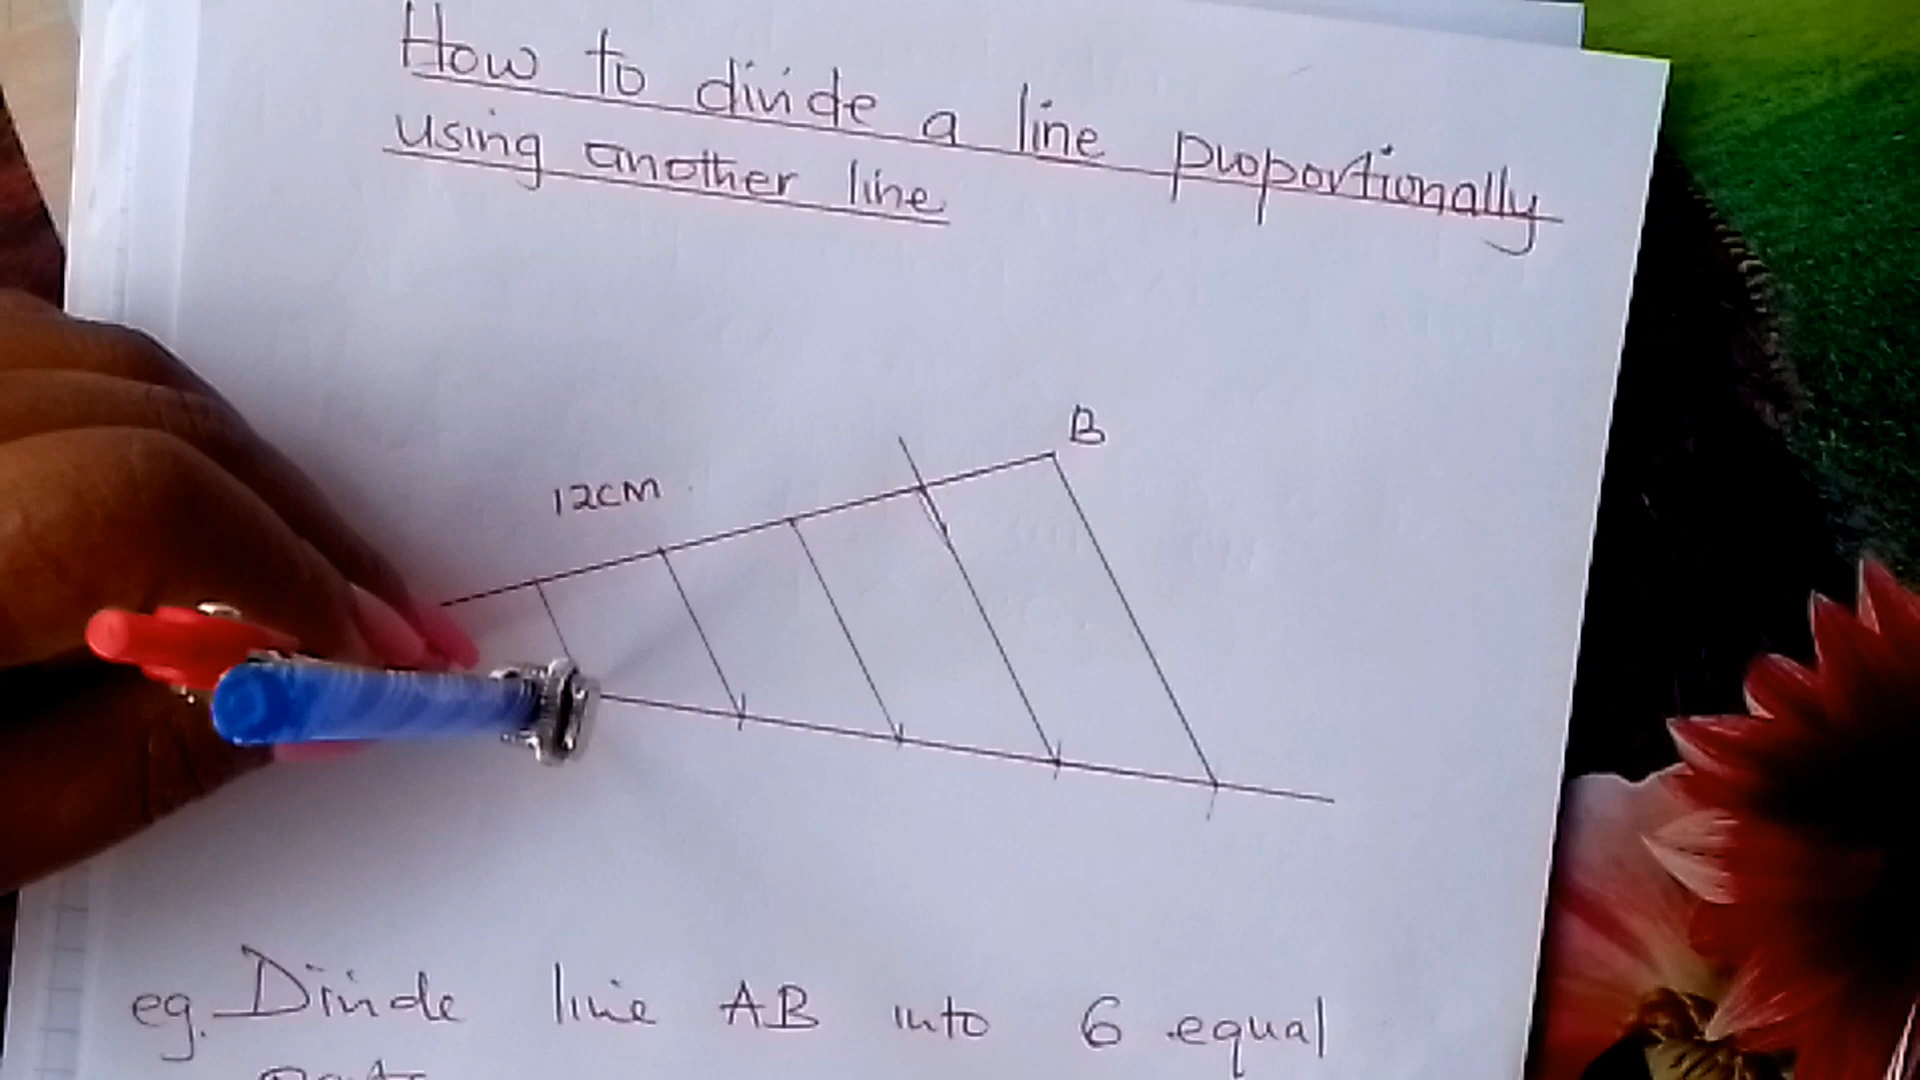 How to divide a line proportionally
using another line
B
12CM
eg. Divide line AB into 6 equal